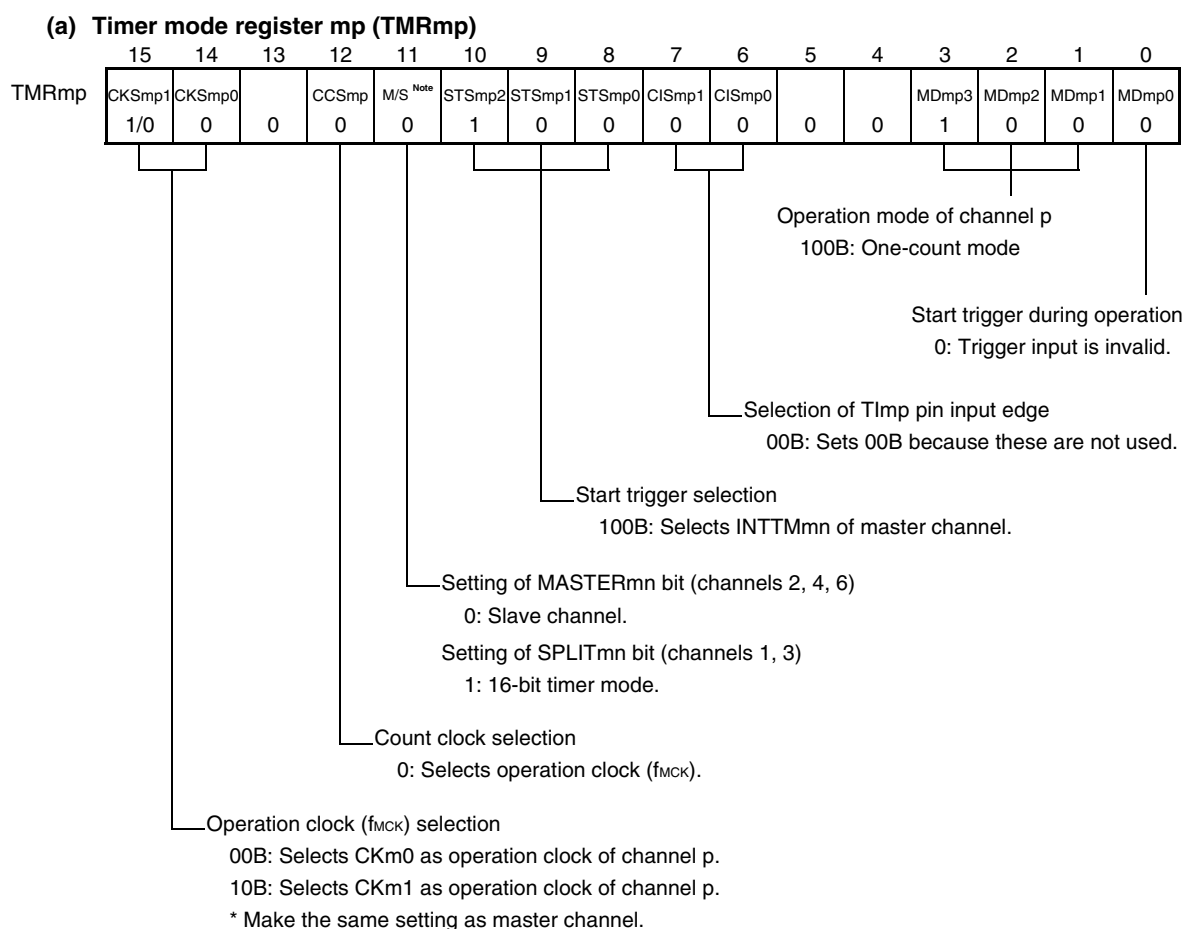 (a) Timer mode register mp (TMRmp)
15 14 13 12 11 10 9 8 7 6 5 4 3 2 1 0
TMRmp CKSmp1 CKSmp0 CCSmp M/S Note STSmp2 STSmp1 STSmp0 CISmp1 CISmp0 MDmp3 MDmp2 MDmp1 MDmp0
1/0 0 0 0 0 1 0 0 0 0 0 0 1 0 0 0
Operation mode of channel p
100B: One-count mode
Start trigger during operation
0: Trigger input is invalid.
Selection of TImp pin input edge
00B: Sets 00B because these are not used.
Start trigger selection
100B: Selects INTTMmn of master channel.
Setting of MASTERmn bit (channels 2, 4, 6)
0: Slave channel.
Setting of SPLITmn bit (channels 1, 3)
1: 16-bit timer mode.
Count clock selection
0: Selects operation clock (fMCK).
Operation clock (fMCK) selection
00B: Selects CKm0 as operation clock of channel p.
10B: Selects CKm1 as operation clock of channel p.
* Make the same setting as master channel.